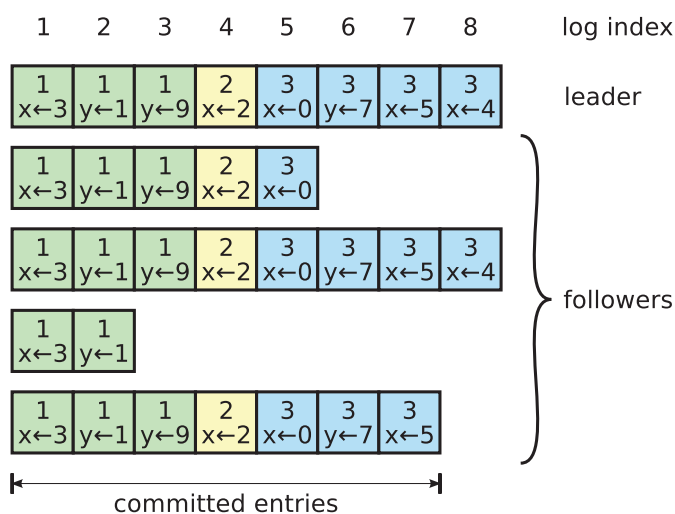 1 2 3 4 5 6 7 8 log index
1 1 1 2 3 3 3 3
x←3 y←1 y←9 x←2 x←0 y←7 x←5 x←4
leader
1 1 1 2 3
x←3 y←1 y←9 x←2 x←0
1 1 1 2 3 3 3 3
x←3 y←1 y←9 x←2 x←0 y←7 x←5 x←4
followers
1 1
x←3 y←1
1 1 1 2 3 3 3
x←3 y←1 y←9 x←2 x←0 y←7 x←5
committed entries